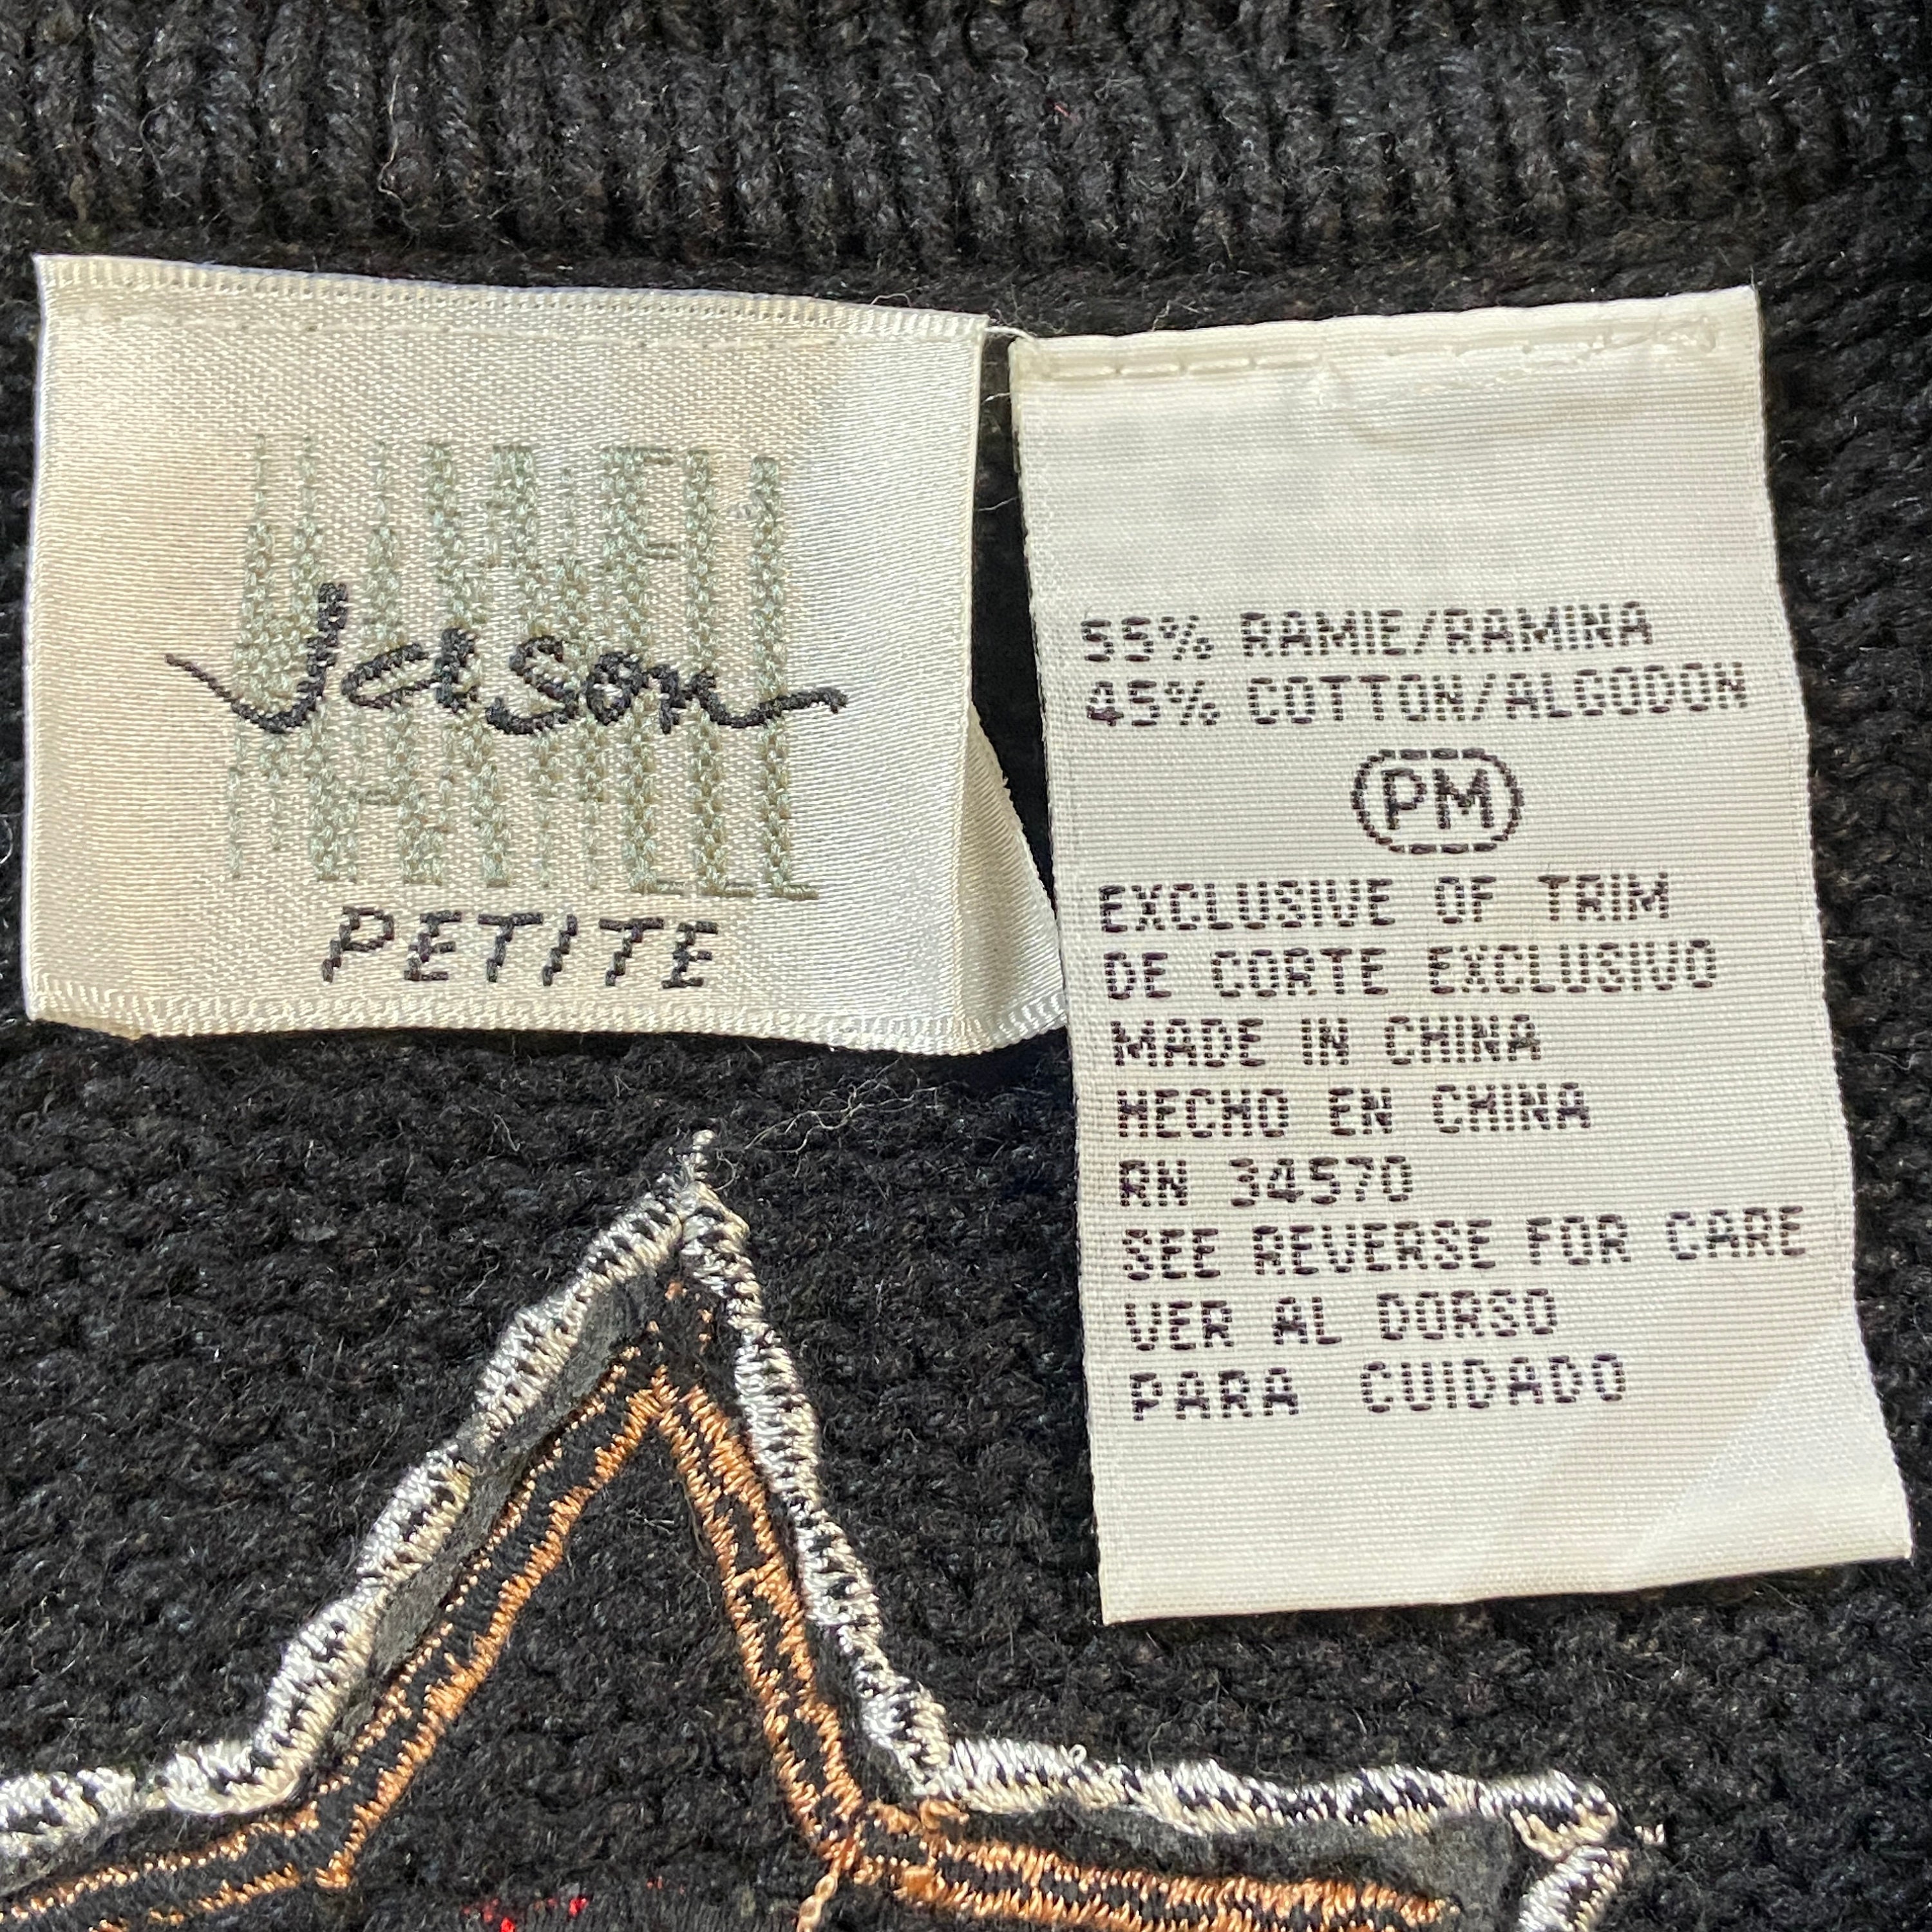 Jason
PETITE
55% RAMIE/RAMINA
45% COTTON/ALGODON
PM
EXCLUSIVE OF TRIM
DE CORTE EXCLUSIVO
MADE IN CHINA
HECHO EN CHINA
RN 34570
SEE REVERSE FOR CARE
VER AL DORSO
PARA CUIDADO